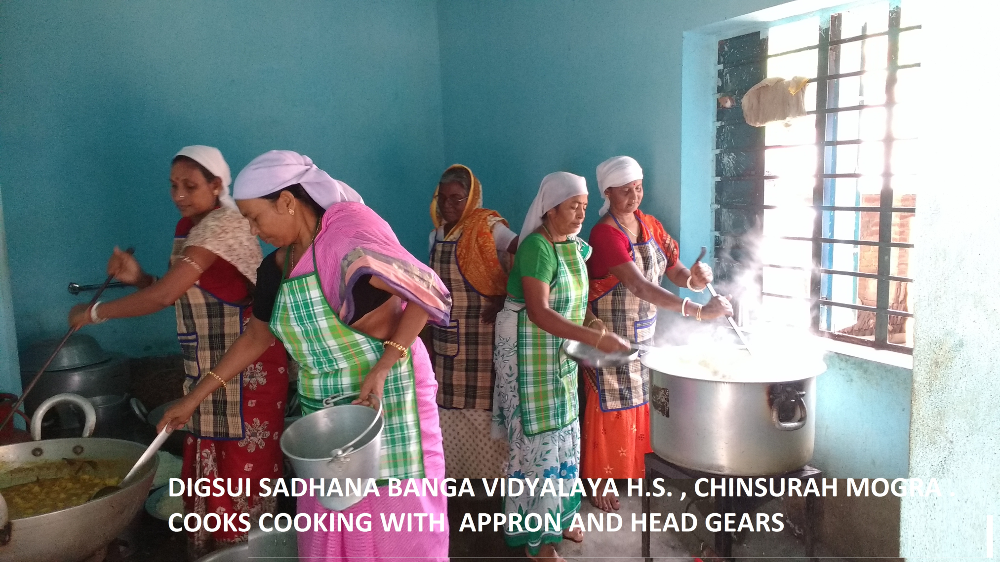 DIGSUI SADHANA BANGA VIDYALAYA H.S. , CHINSURAH MOGRA .
COOKS COOKING WITH  APPRON AND HEAD GEARS